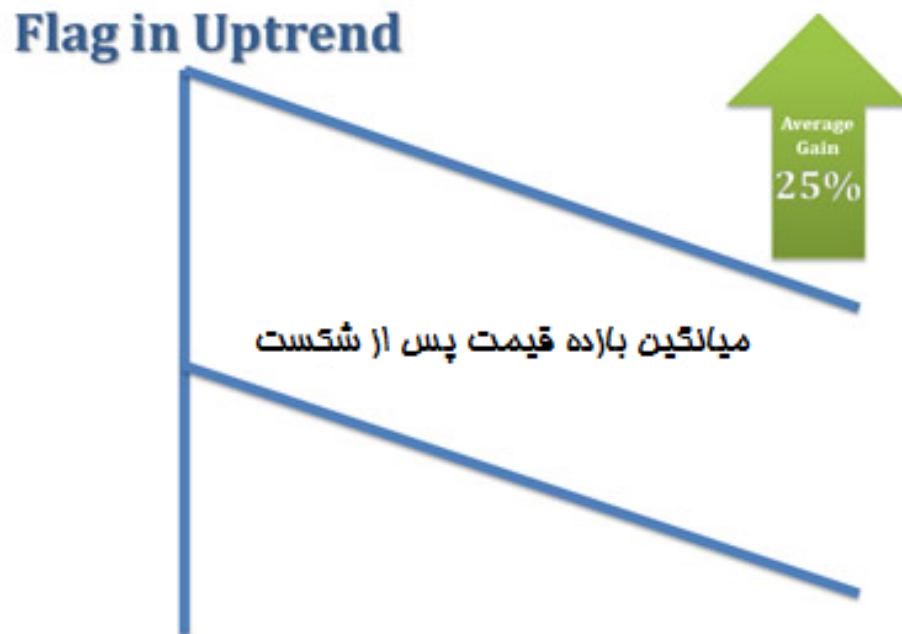 Flag in Uptrend
Average
Gain
25%
میانگین بازده قیمت پس از شکست